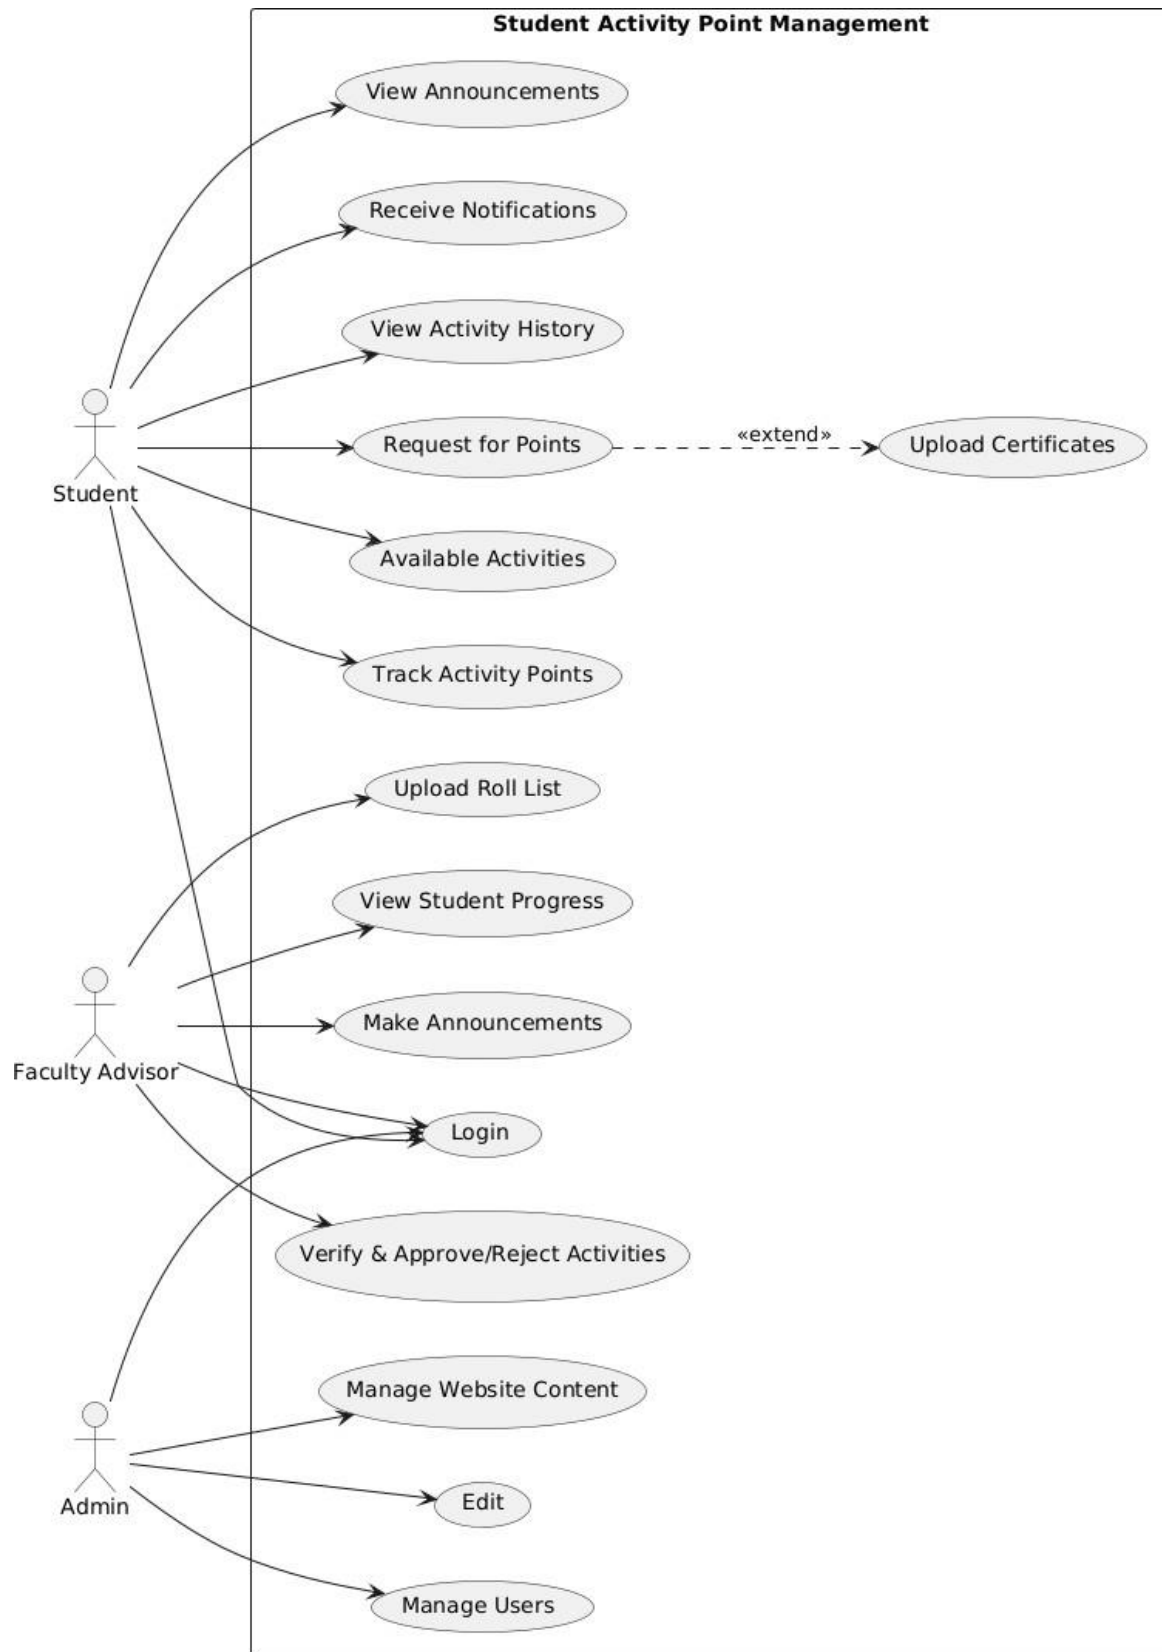 Student Activity Point Management
View Announcements
Receive Notifications
View Activity History
Request for Points
«extend»
Upload Certificates
Student
Available Activities
Track Activity Points
Upload Roll List
View Student Progress
Make Announcements
Faculty Advisor
Login
Verify & Approve/Reject Activities
Manage Website Content
Admin
Edit
Manage Users